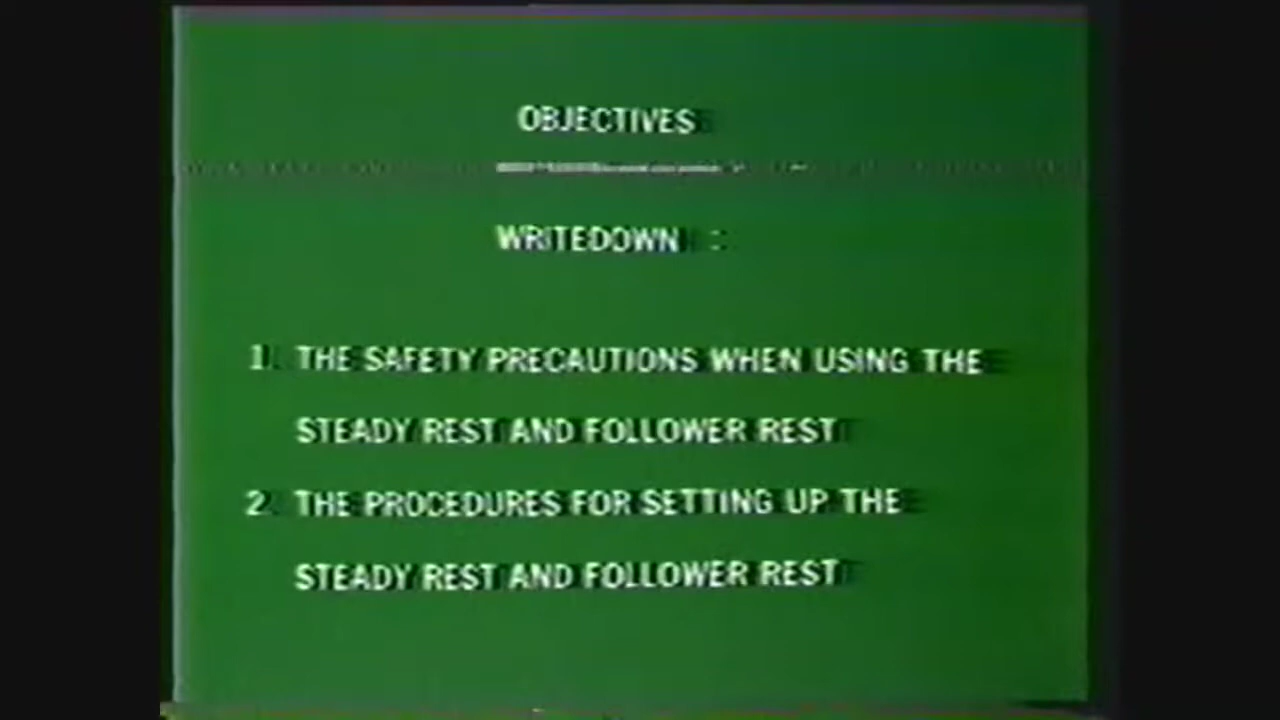 OBJECTIVES
WRITEDOWN :
1. THE SAFETY PRECAUTIONS WHEN USING THE
STEADY REST AND FOLLOWER REST
2. THE PROCEDURES FOR SETTING UP THE
STEADY REST AND FOLLOWER REST